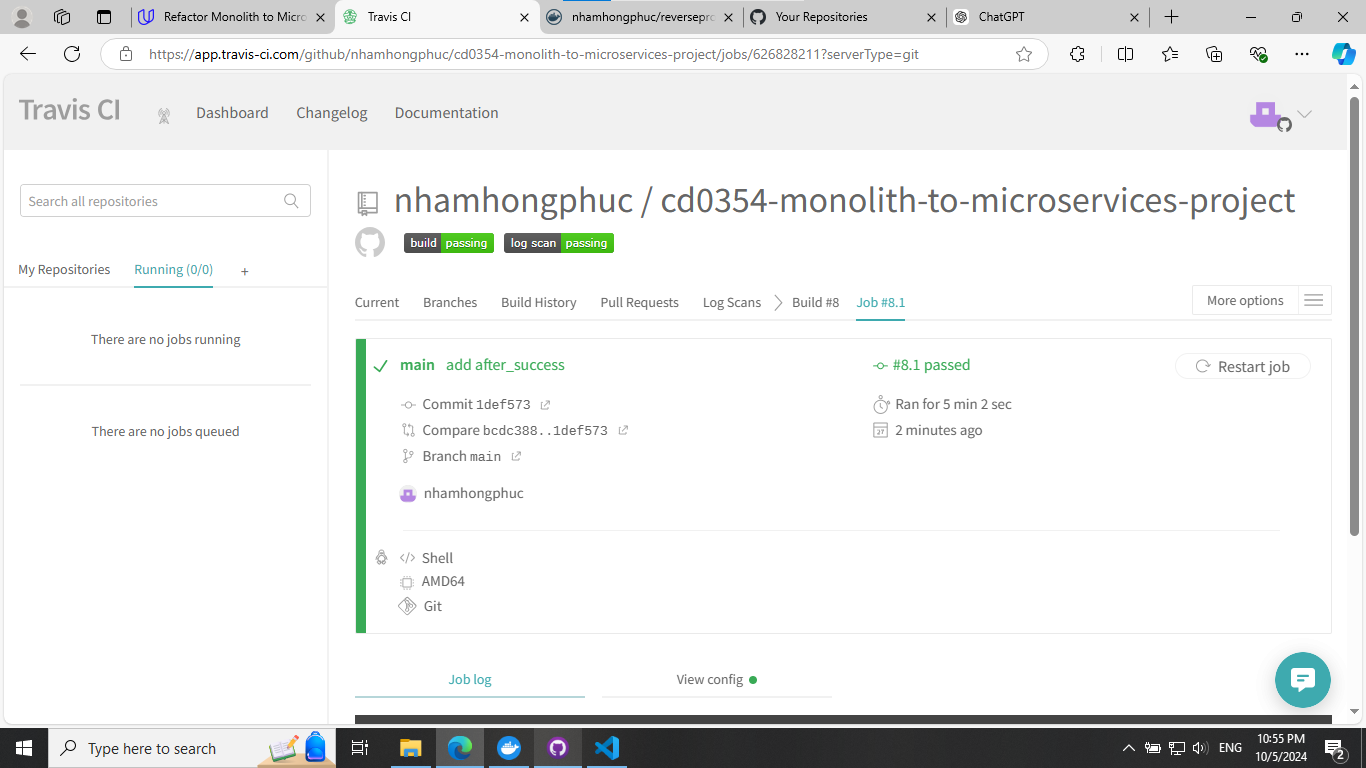 Refactor Monolith to Micro
Travis CI
nhamhongphuc/reversepro
Your Repositories
ChatGPT
https://app.travis-ci.com/github/nhamhongphuc/cd0354-monolith-to-microservices-project/jobs/626828211?serverType=git
Travis CI
Dashboard
Changelog
Documentation
Search all repositories
My Repositories
Running (0/0)
+
There are no jobs running
There are no jobs queued
nhamhongphuc / cd0354-monolith-to-microservices-project
build passing
log scan passing
Current
Branches
Build History
Pull Requests
Log Scans
Build #8
Job #8.1
More options
main add after_success
#8.1 passed
Restart job
Commit 1def573
Ran for 5 min 2 sec
Compare bcdc388..1def573
2 minutes ago
Branch main
nhamhongphuc
Shell
AMD64
Git
Job log
View config
Type here to search
ENG
10:55 PM
10/5/2024
2